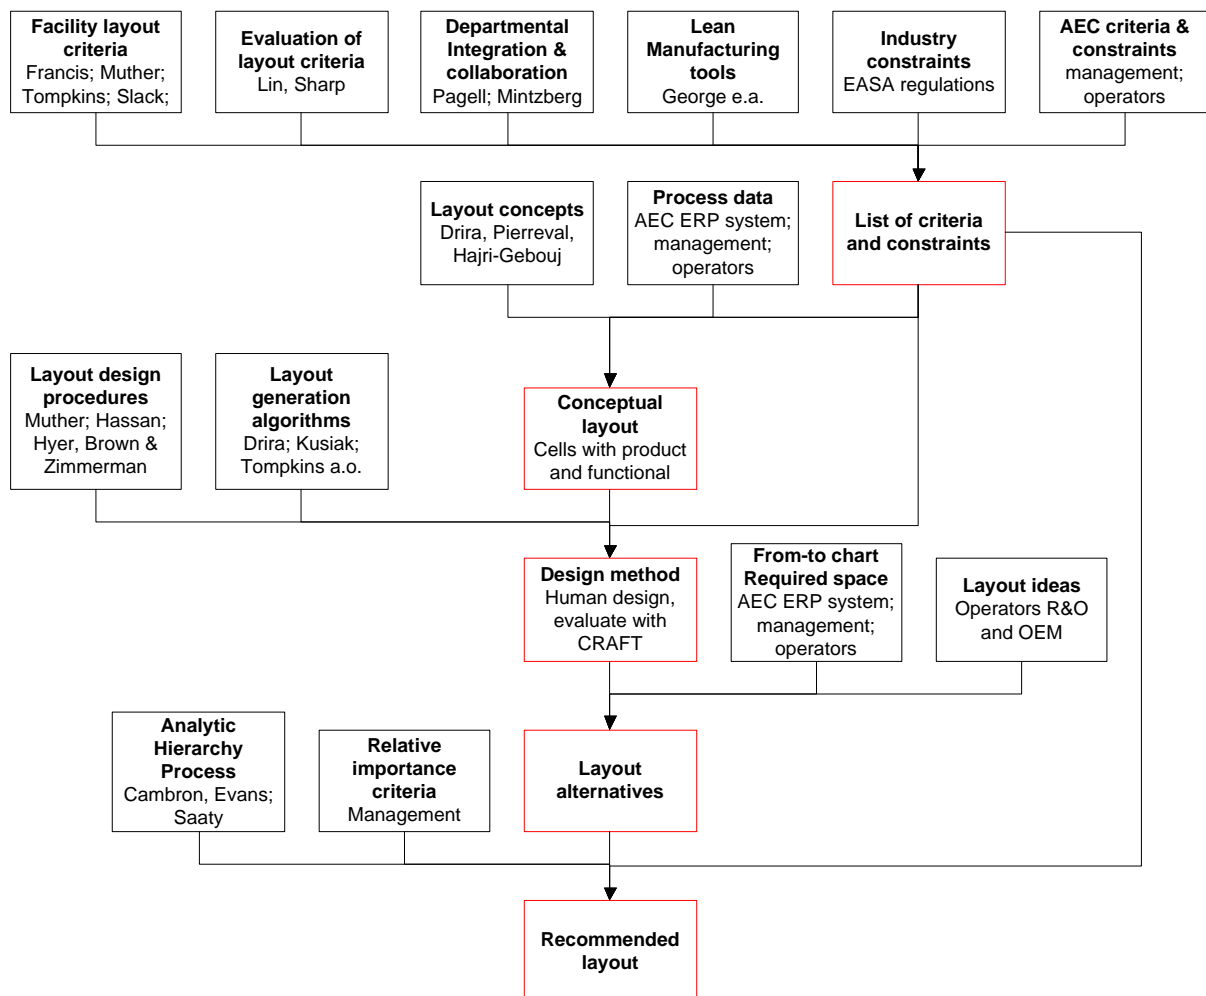 Facility layout
criteria
Francis; Muther;
Tompkins; Slack;
Evaluation of
layout criteria
Lin, Sharp
Departmental
Integration &
collaboration
Pagell; Mintzberg
Lean
Manufacturing
tools
George e.a.
Industry
constraints
EASA regulations
AEC criteria &
constraints
management;
operators
Layout concepts
Drira, Pierreval,
Hajri-Gebouj
Process data
AEC ERP system;
management;
operators
List of criteria
and constraints
Layout design
procedures
Muther; Hassan;
Hyer, Brown &
Zimmerman
Layout
generation
algorithms
Drira; Kusiak;
Tompkins a.o.
Conceptual
layout
Cells with product
and functional
Design method
Human design,
evaluate with
CRAFT
From-to chart
Required space
AEC ERP system;
management;
operators
Layout ideas
Operators R&O
and OEM
Analytic
Hierarchy
Process
Cambron, Evans;
Saaty
Relative
importance
criteria
Management
Layout
alternatives
Recommended
layout